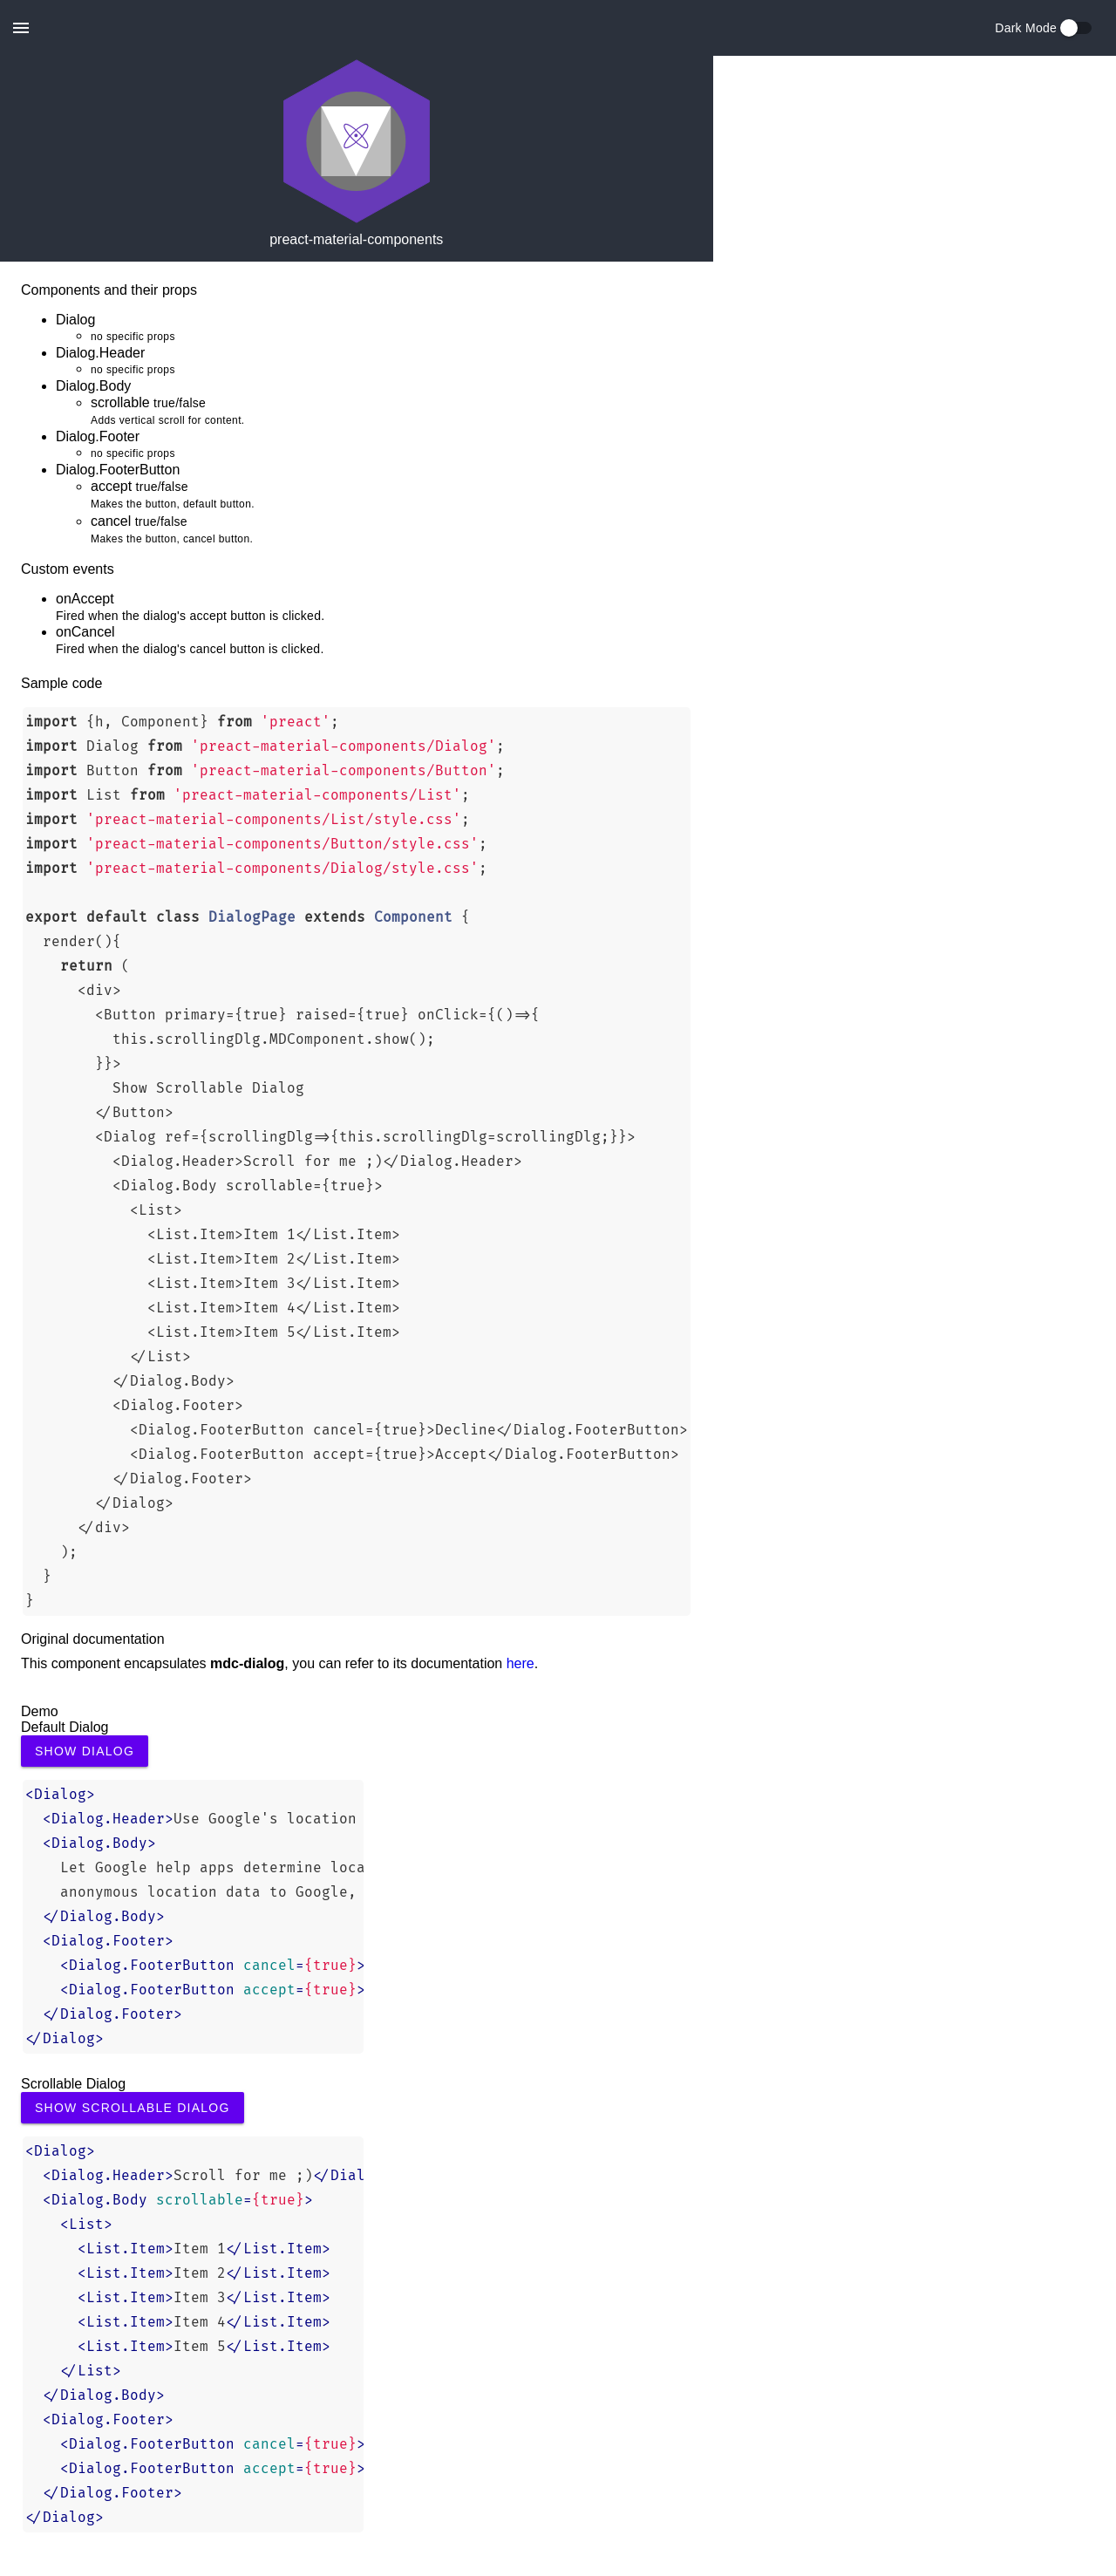 Dark Mode
preact-material-components
Components and their props
Dialog
no specific props
Dialog.Header
no specific props
Dialog.Body
scrollable true/false
Adds vertical scroll for content.
Dialog.Footer
no specific props
Dialog.FooterButton
accept true/false
Makes the button, default button.
cancel true/false
Makes the button, cancel button.
Custom events
onAccept
Fired when the dialog's accept button is clicked.
onCancel
Fired when the dialog's cancel button is clicked.
Sample code
import {h, Component} from 'preact';
import Dialog from 'preact-material-components/Dialog';
import Button from 'preact-material-components/Button';
import List from 'preact-material-components/List';
import 'preact-material-components/List/style.css';
import 'preact-material-components/Button/style.css';
import 'preact-material-components/Dialog/style.css';
export default class DialogPage extends Component {
render(){
return (
<div>
<Button primary={true} raised={true} onClick={()=>{
this.scrollingDlg.MDComponent.show();
}}>
Show Scrollable Dialog
</Button>
<Dialog ref={scrollingDlg=>{this.scrollingDlg=scrollingDlg;}}>
<Dialog.Header>Scroll for me ;)</Dialog.Header>
<Dialog.Body scrollable={true}>
<List>
<List.Item>Item 1</List.Item>
<List.Item>Item 2</List.Item>
<List.Item>Item 3</List.Item>
<List.Item>Item 4</List.Item>
<List.Item>Item 5</List.Item>
</List>
</Dialog.Body>
<Dialog.Footer>
<Dialog.FooterButton cancel={true}>Decline</Dialog.FooterButton>
<Dialog.FooterButton accept={true}>Accept</Dialog.FooterButton>
</Dialog.Footer>
</Dialog>
</div>
);
}
}
Original documentation
This component encapsulates mdc-dialog, you can refer to its documentation here.
Demo
Default Dialog
SHOW DIALOG
<Dialog>
<Dialog.Header>Use Google's location
<Dialog.Body>
Let Google help apps determine loca
anonymous location data to Google,
</Dialog.Body>
<Dialog.Footer>
<Dialog.FooterButton cancel={true}>
<Dialog.FooterButton accept={true}>
</Dialog.Footer>
</Dialog>
Scrollable Dialog
SHOW SCROLLABLE DIALOG
<Dialog>
<Dialog.Header>Scroll for me ;)</Dial
<Dialog.Body scrollable={true}>
<List>
<List.Item>Item 1</List.Item>
<List.Item>Item 2</List.Item>
<List.Item>Item 3</List.Item>
<List.Item>Item 4</List.Item>
<List.Item>Item 5</List.Item>
</List>
</Dialog.Body>
<Dialog.Footer>
<Dialog.FooterButton cancel={true}>
<Dialog.FooterButton accept={true}>
</Dialog.Footer>
</Dialog>